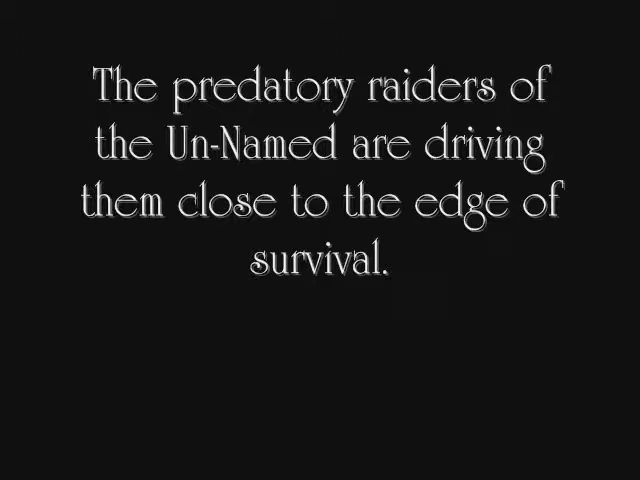 The predatory raiders of
the Un-Named are driving
them close to the edge of
survival.